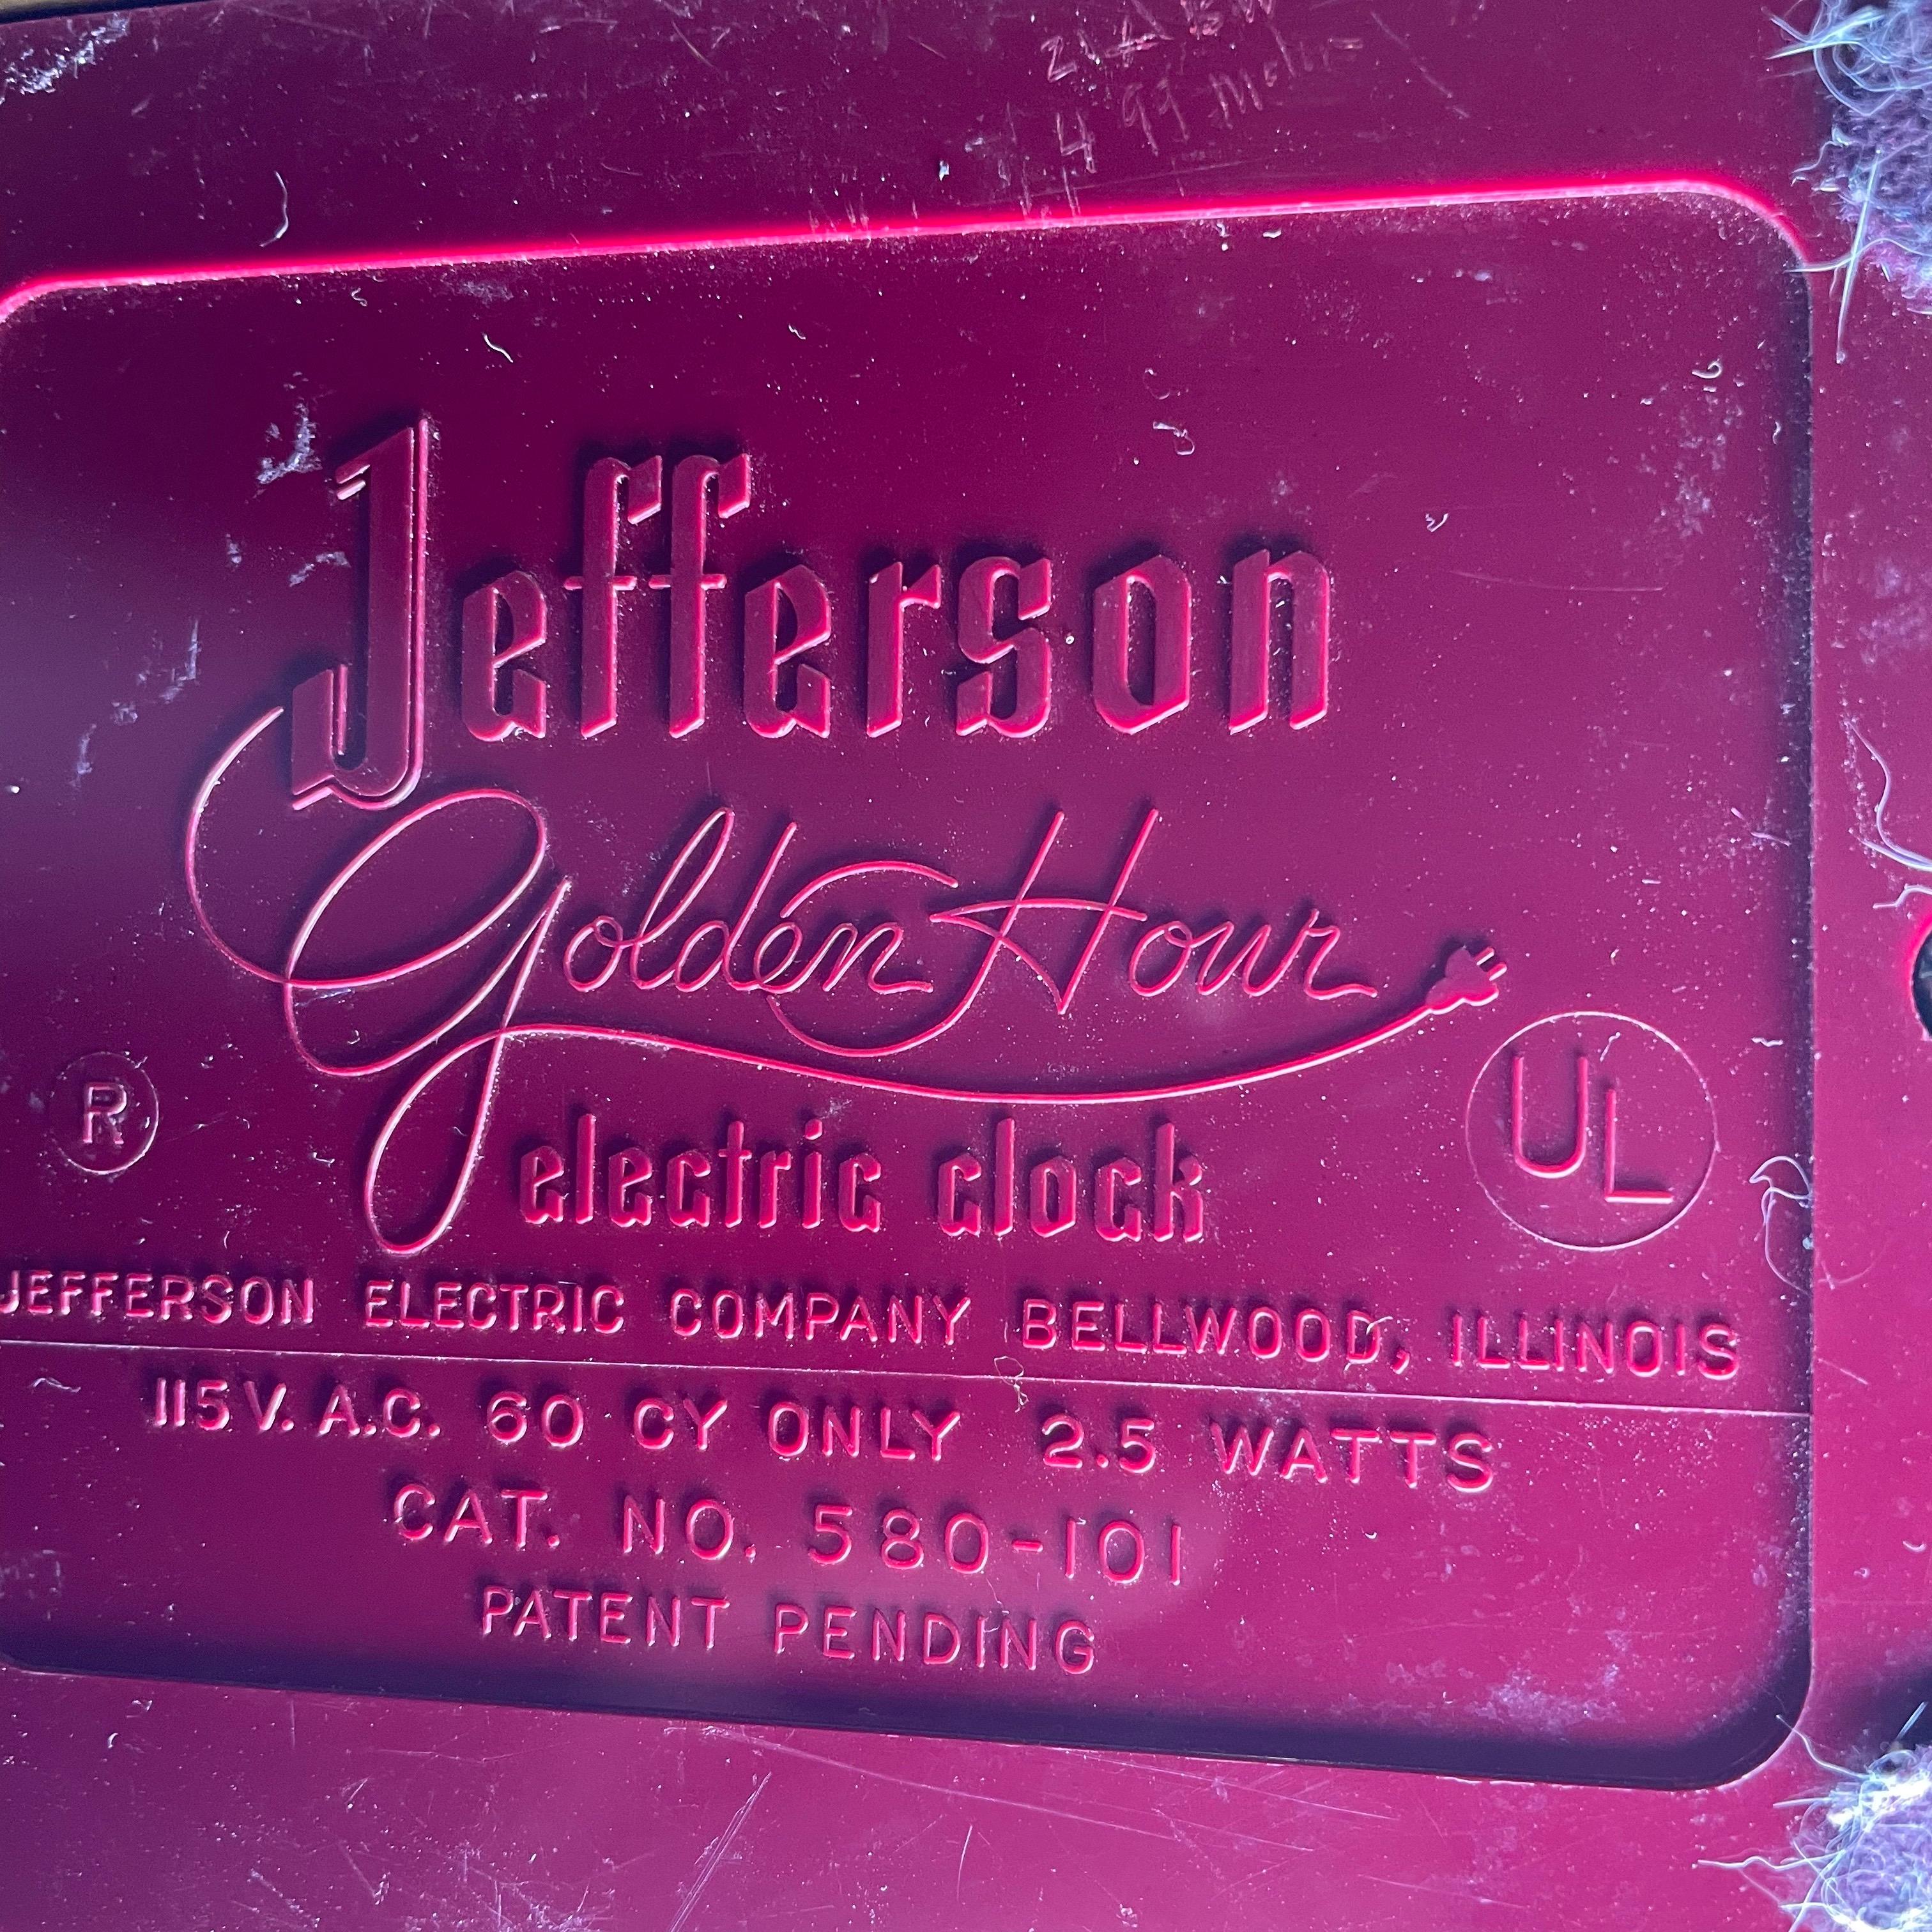 Jefferson
Golden Hour
electric clock
R
UL
JEFFERSON ELECTRIC COMPANY BELLWOOD, ILLINOIS
115 V. A.C. 60 CY ONLY 2.5 WATTS
CAT. NO. 580-101
PATENT PENDING